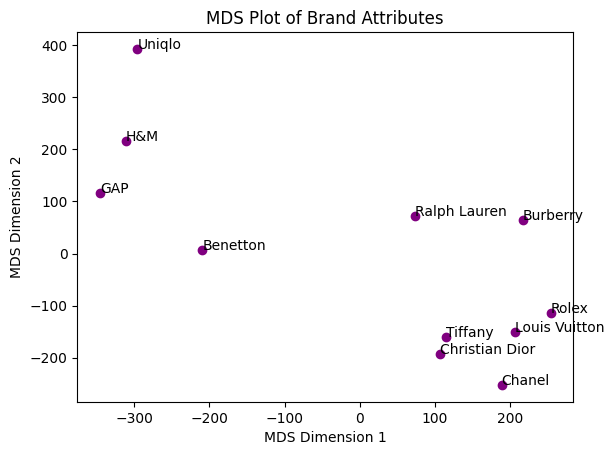 MDS Plot of Brand Attributes
Uniqlo
H&M
GAP
Benetton
Ralph Lauren
Burberry
Rolex
Louis Vuitton
Tiffany
Christian Dior
Chanel
400
300
200
100
0
−100
−200
MDS Dimension 2
−300
−200
−100
0
100
200
MDS Dimension 1